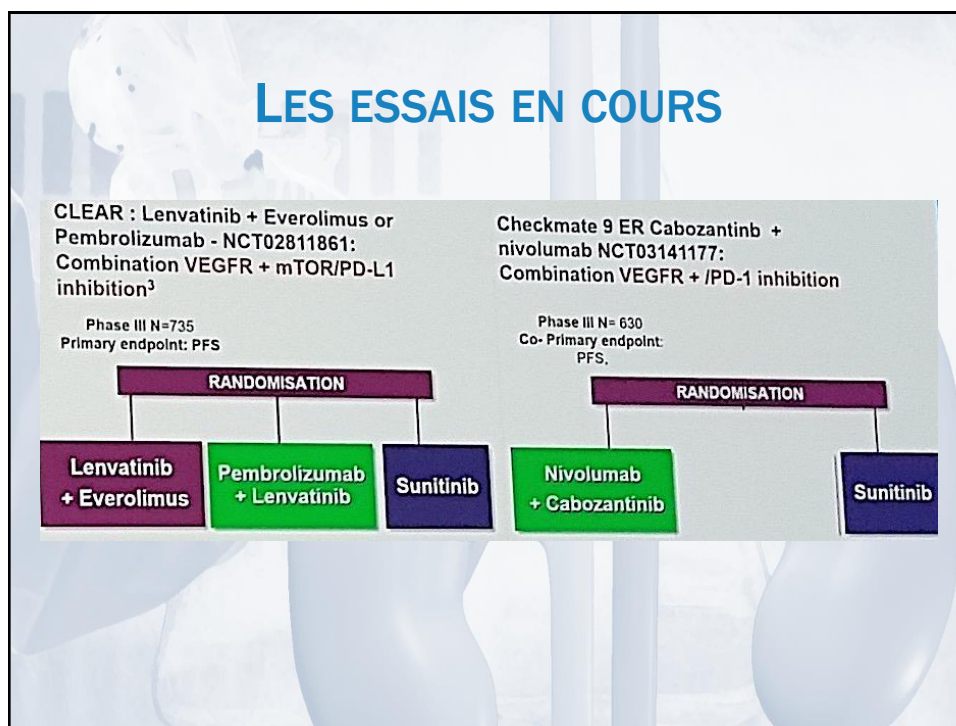 LES ESSAIS EN COURS
CLEAR : Lenvatinib + Everolimus or
Pembrolizumab - NCT02811861:
Combination VEGFR + mTOR/PD-L1
inhibition³
Phase III N=735
Primary endpoint: PFS
RANDOMISATION
Lenvatinib
+ Everolimus
Pembrolizumab
+ Lenvatinib
Sunitinib
Checkmate 9 ER Cabozantinb +
nivolumab NCT03141177:
Combination VEGFR + /PD-1 inhibition
Phase III N= 630
Co- Primary endpoint:
PFS,
RANDOMISATION
Nivolumab
+ Cabozantinib
Sunitinib